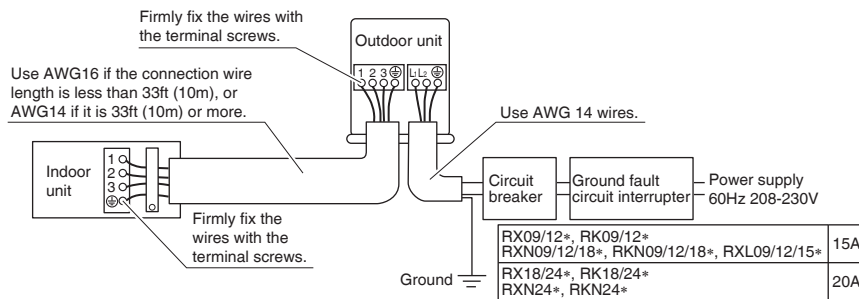 Firmly fix the wires with
the terminal screws.
Outdoor unit
1 2 3
L1 L2
Use AWG16 if the connection wire
length is less than 33ft (10m), or
AWG14 if it is 33ft (10m) or more.
Use AWG 14 wires.
Indoor
unit
1
2
3
Circuit
breaker
Ground fault
circuit interrupter
Power supply
60Hz 208-230V
Firmly fix the
wires with the
terminal screws.
Ground
RX09/12*, RK09/12*
RXN09/12/18*, RKN09/12/18*, RXL09/12/15*
15A
RX18/24*, RK18/24*
RXN24*, RKN24*
20A